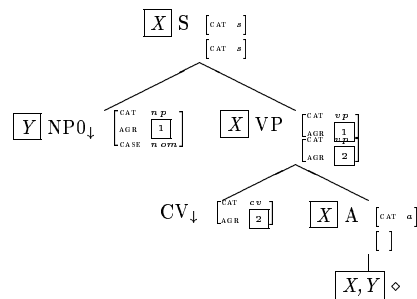 X S [CAT s]
[CAT s]
Y NP0↓ [CAT np
AGR 1
CASE nom]
X VP [CAT vp
AGR 1]
[CAT vp
AGR 2]
CV↓ [CAT cv
AGR 2]
X A [CAT a]
[ ]
X, Y ⋄